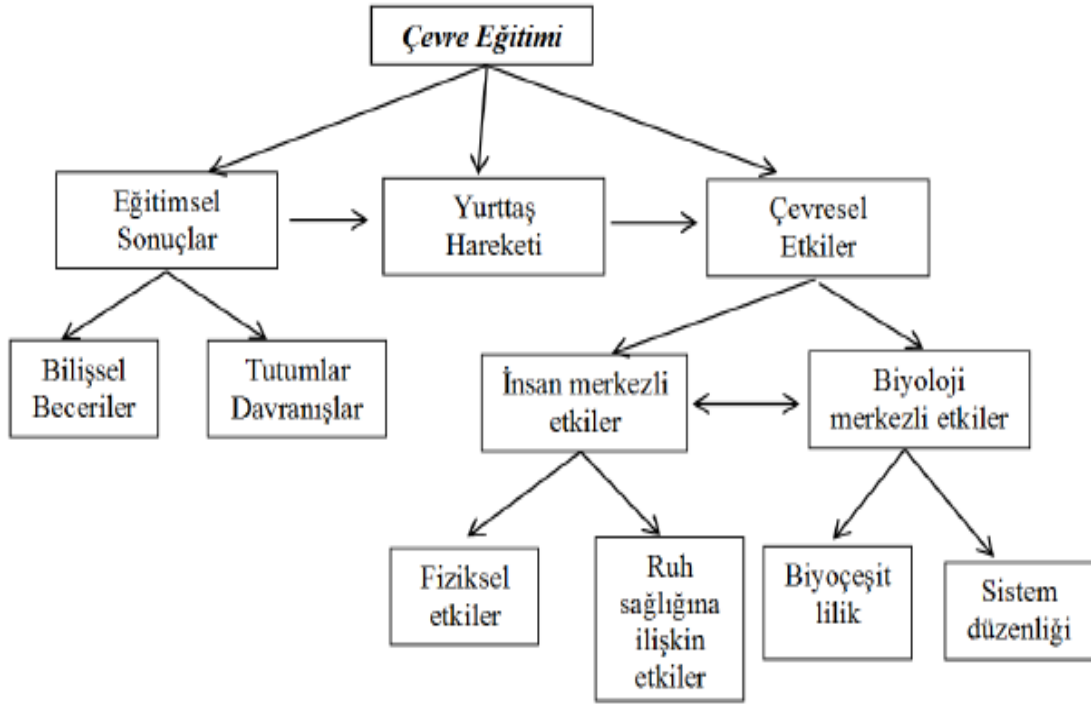 Çevre Eğitimi
Eğitimsel
Sonuçlar
Yurttaş
Hareketi
Çevresel
Etkiler
Bilişsel
Beceriler
Tutumlar
Davranışlar
İnsan merkezli
etkiler
Biyoloji
merkezli etkiler
Fiziksel
etkiler
Ruh
sağlığına
ilişkin
etkiler
Biyoçeşit
lilik
Sistem
düzenliği